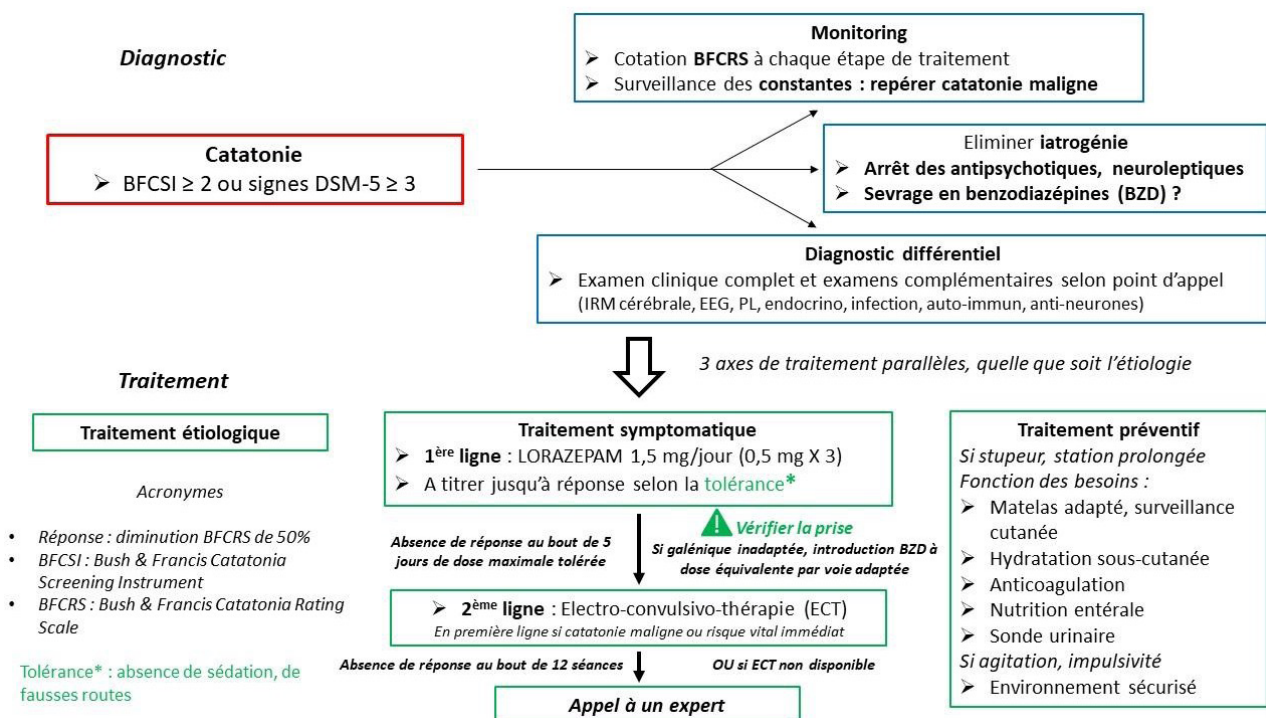 Diagnostic
Monitoring
➢ Cotation BFCRS à chaque étape de traitement
➢ Surveillance des constantes : repérer catatonie maligne
Catatonie
➢ BFCSI ≥ 2 ou signes DSM-5 ≥ 3
Eliminer iatrogénie
➢ Arrêt des antipsychotiques, neuroleptiques
➢ Sevrage en benzodiazépines (BZD) ?
Diagnostic différentiel
➢ Examen clinique complet et examens complémentaires selon point d'appel
(IRM cérébrale, EEG, PL, endocrino, infection, auto-immun, anti-neurones)
3 axes de traitement parallèles, quelle que soit l'étiologie
Traitement
Traitement étiologique
Acronymes
• Réponse : diminution BFCRS de 50%
• BFCSI : Bush & Francis Catatonia
Screening Instrument
• BFCRS : Bush & Francis Catatonia Rating
Scale
Tolérance* : absence de sédation, de
fausses routes
Traitement symptomatique
➢ 1ère ligne : LORAZEPAM 1,5 mg/jour (0,5 mg X 3)
➢ A titrer jusqu'à réponse selon la tolérance*
Absence de réponse au bout de 5
jours de dose maximale tolérée
! Vérifier la prise
Si galénique inadaptée, introduction BZD à
dose équivalente par voie adaptée
➢ 2ème ligne : Electro-convulsivo-thérapie (ECT)
En première ligne si catatonie maligne ou risque vital immédiat
Absence de réponse au bout de 12 séances
OU si ECT non disponible
Appel à un expert
Traitement préventif
Si stupeur, station prolongée
Fonction des besoins :
➢ Matelas adapté, surveillance
cutanée
➢ Hydratation sous-cutanée
➢ Anticoagulation
➢ Nutrition entérale
➢ Sonde urinaire
Si agitation, impulsivité
➢ Environnement sécurisé